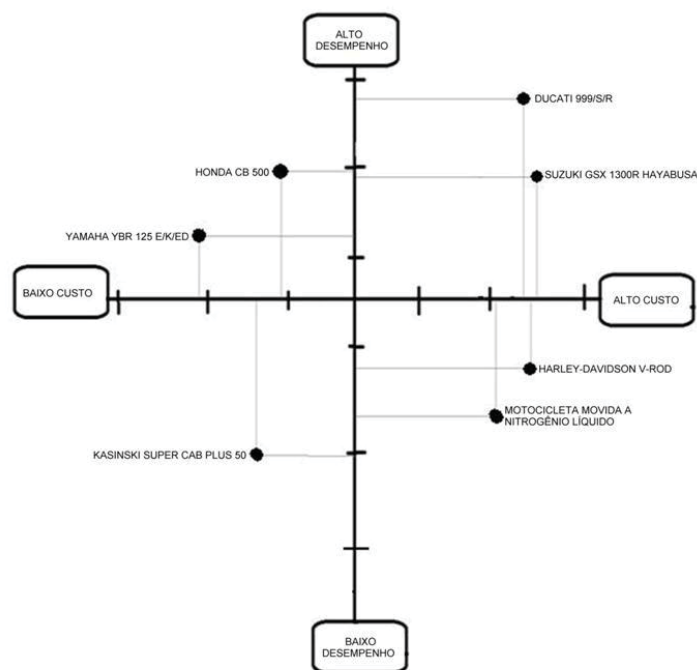 ALTO
DESEMPENHO
DUCATI 999/S/R
HONDA CB 500
SUZUKI GSX 1300R HAYABUSA
YAMAHA YBR 125 E/K/ED
BAIXO CUSTO
ALTO CUSTO
HARLEY-DAVIDSON V-ROD
MOTOCICLETA MOVIDA A
NITROGÊNIO LÍQUIDO
KASINSKI SUPER CAB PLUS 50
BAIXO
DESEMPENHO